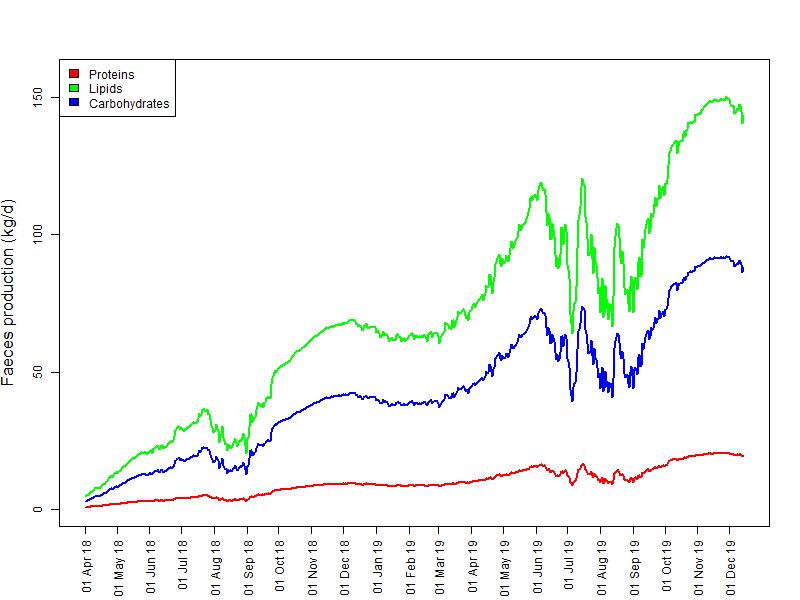 Proteins
Lipids
Carbohydrates
Faeces production (kg/d)
150
100
50
0
01 Apr 18
01 May 18
01 Jun 18
01 Jul 18
01 Aug 18
01 Sep 18
01 Oct 18
01 Nov 18
01 Dec 18
01 Jan 19
01 Feb 19
01 Mar 19
01 Apr 19
01 May 19
01 Jun 19
01 Jul 19
01 Aug 19
01 Sep 19
01 Oct 19
01 Nov 19
01 Dec 19